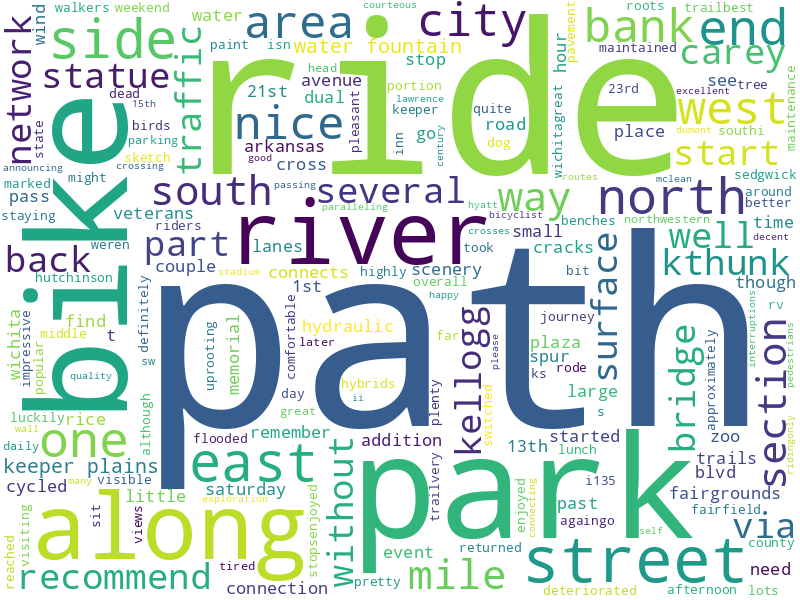 walkers weekend
roots trailbest
courteous
wind
water
paint isn
water fountain
side
area
city
bank end
maintained
network
statue
traffic
ride
stop
hour
pavement
carey
maintenance
dead
head
portion
see tree
avenue
21st dual
keeper
quite
23rd
excellent
west
15th
birds
nice
lawrence
road
place
state
parking
pleasant
inn
go
century
dog
wichitagreat
dumont
start
announcing
sketch
arkansas
good
cross
crossing
passing
routes
mclean
southi
sedgwick
bike
might
marked
pass
south
several
way
north
around
better
staying
veterans
paralleling
hyatt
bicyclist
benches
northwestern
time
decent
riders
river
crosses
small
well
weren
part
lanes
took
cracks
back
couple
connects
highly
scenery
surface
kthunk
though
hutchinson
1st
overall
bit
rv
stadium
happy
journey
interruptions
pedestrians
wichita
impressive
find
t
definitely
sw
path
memorial
comfortable
hydraulic
later
far
kellogg
please
plaza
spur
bridge
approximately
section
popular
middle
uprooting
hybrids
ii
ks
rode
large
quality
day
great
plenty
switched
s
luckily rice
wall
one
although
flooded
remember
addition
13th
started
zoo
daily
keeper plains
many
visible
east
without
park
lunch
trails
blvd
ridingonly
cycled
saturday
trailvery
i135
past
fairgrounds
fairfield
little
exploration
along
sit
views
stopsenjoyed
enjoyed
connecting
againgo
self
via
visiting
reached
event
returned
street
county
recommend
tired
connection
pretty
mile
deteriorated
afternoon
need
lots